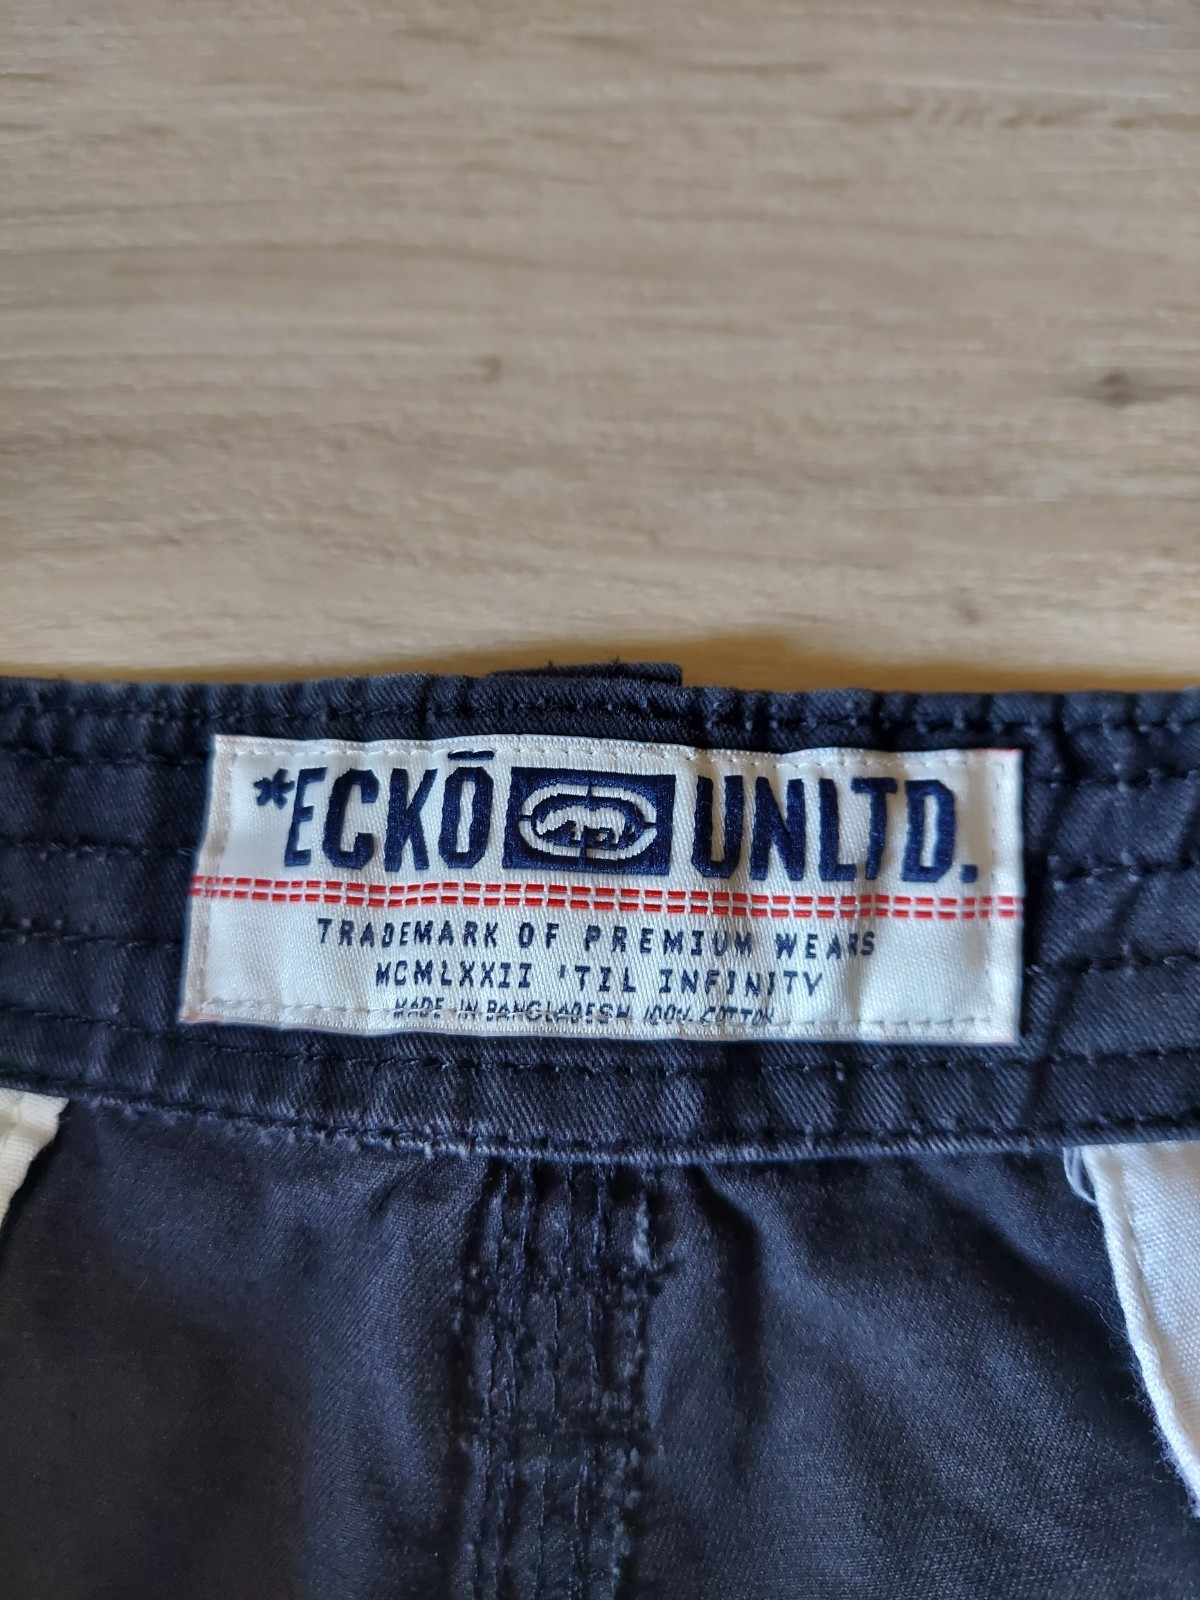 *ECKŌ UNLTD.
TRADEMARK OF PREMIUM WEARS
MCMLXXII 'TIL INFINITY
MADE IN BANGLADESH 100% COTTON